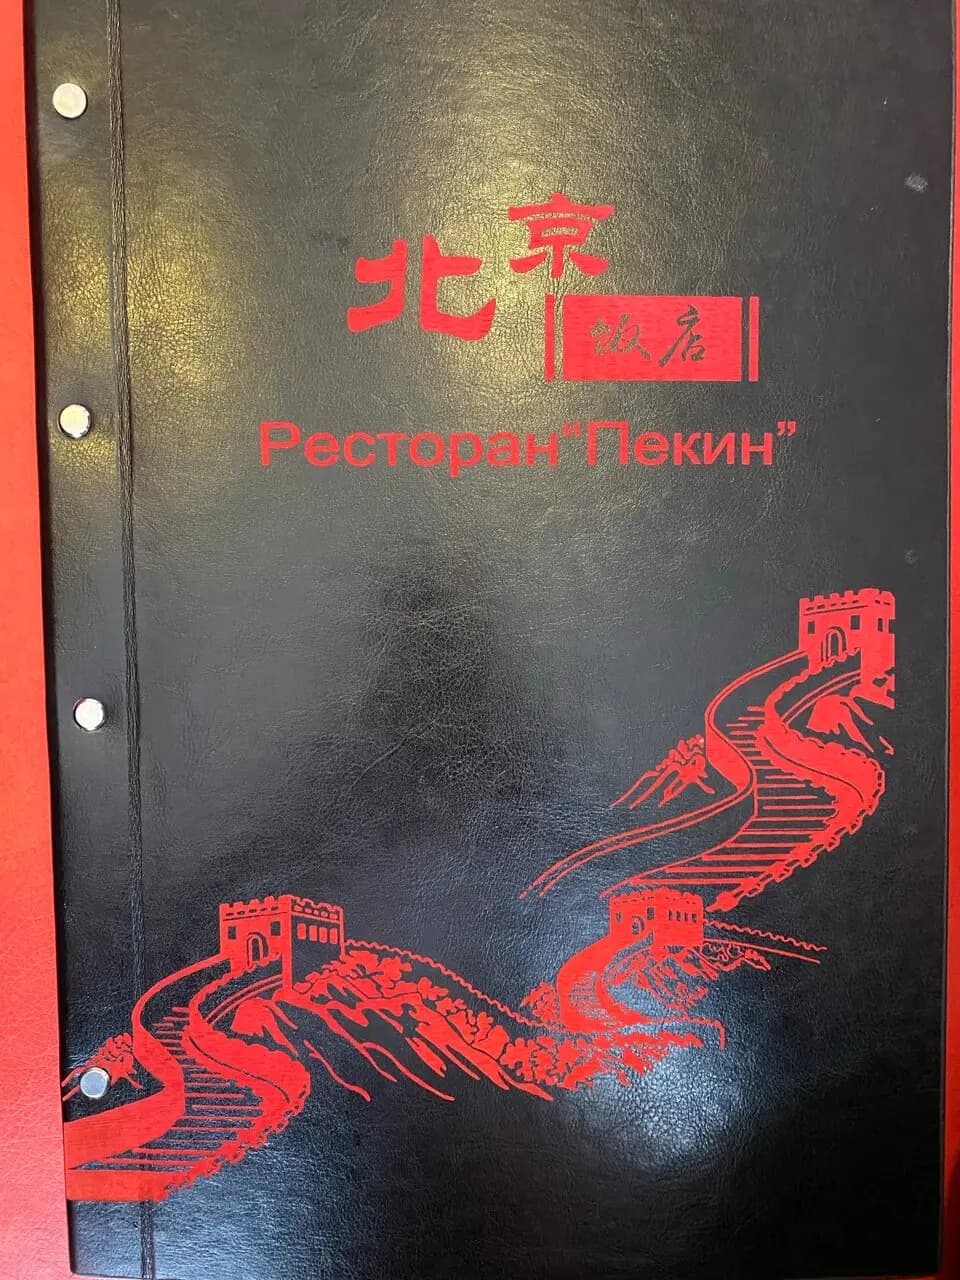 北京
饭店
Ресторан “Пекин”